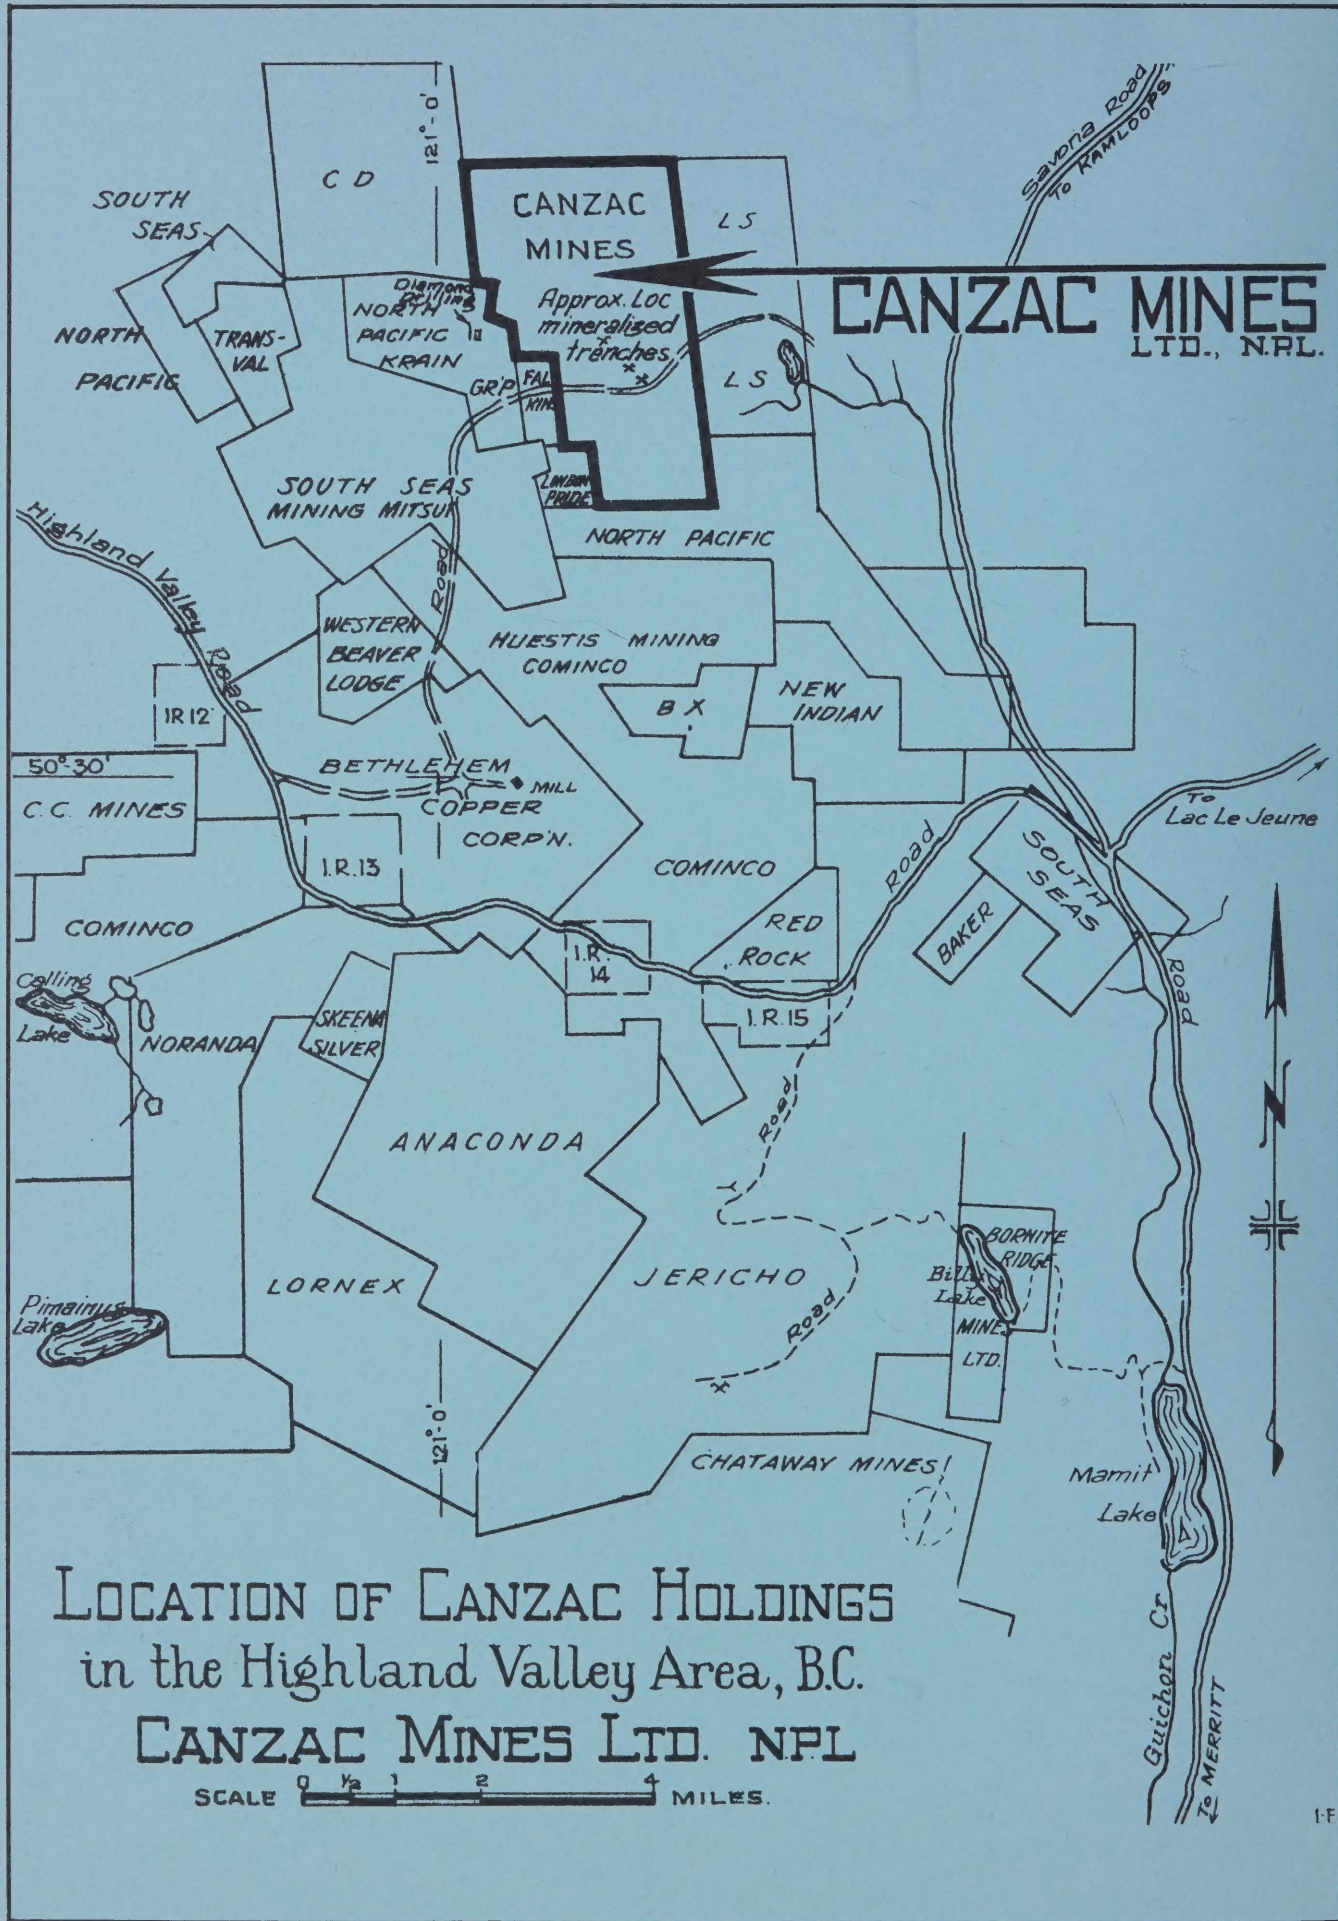 Savona Road
To KAMLOOPS
121°-0'
C D
SOUTH
SEAS
CANZAC
MINES
L S
CANZAC MINES
LTD., N.P.L.
Diamond
Drilling
NORTH
PACIFIC
KRAIN
Approx. Loc
mineralized
trenches
NORTH
PACIFIC
TRANS-
VAL
GR'P
FAL
KINS
L S
SOUTH SEAS
MINING MITSUI
LONDON
PRIDE
NORTH PACIFIC
Highland Valley Road
Road
WESTERN
BEAVER
LODGE
HUESTIS MINING
COMINCO
B X
NEW
INDIAN
IR 12
50°-30'
C.C. MINES
BETHLEHEM
COPPER
CORP'N.
MILL
To
Lac Le Jeune
I.R.13
COMINCO
Road
SOUTH
SEAS
COMINCO
RED
ROCK
BAKER
I.R.
14
Calling
Lake
NORANDA
SKEENA
SILVER
I.R.15
Road
ANACONDA
Road
N
LORNEX
JERICHO
BORNITE
RIDGE
Billy
Lake
MINES
LTD.
Pimainus
Lake
Road
121°-0'
CHATAWAY MINES
Mamit
Lake
LOCATION OF CANZAC HOLDINGS
in the Highland Valley Area, B.C.
CANZAC MINES LTD. N.P.L
SCALE 0 ½ 1 2 4 MILES.
Guichon Cr
To MERRITT
1-F